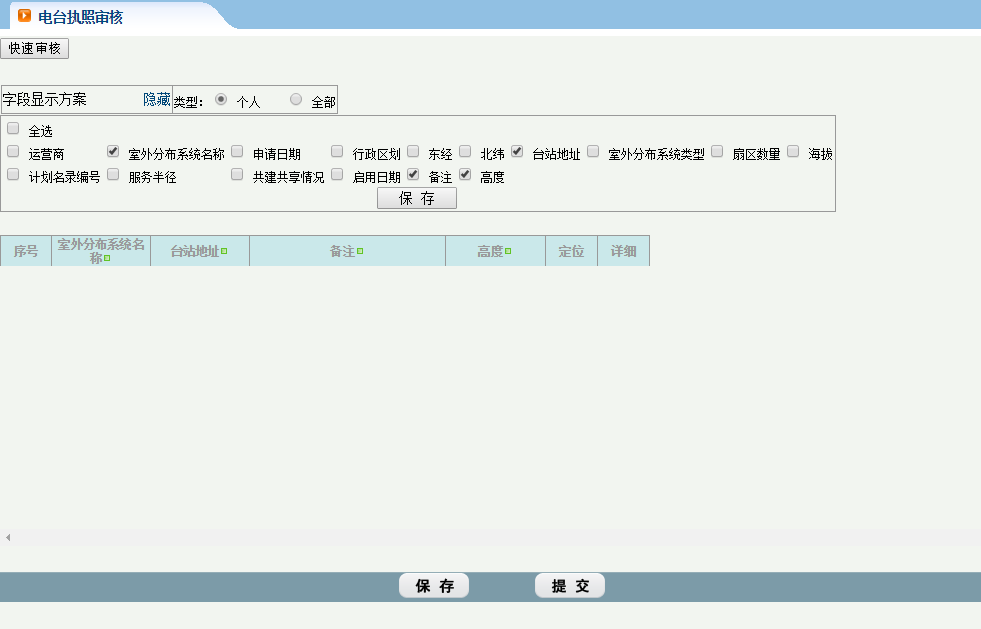 电台执照审核
快速审核
字段显示方案 隐藏 类型： 个人 全部
全选
运营商 室外分布系统名称 申请日期 行政区划 东经 北纬 台站地址 室外分布系统类型 扇区数量 海拔
计划名录编号 服务半径 共建共享情况 启用日期 备注 高度
保 存
序号 室外分布系统名称 台站地址 备注 高度 定位 详细
保 存 提 交